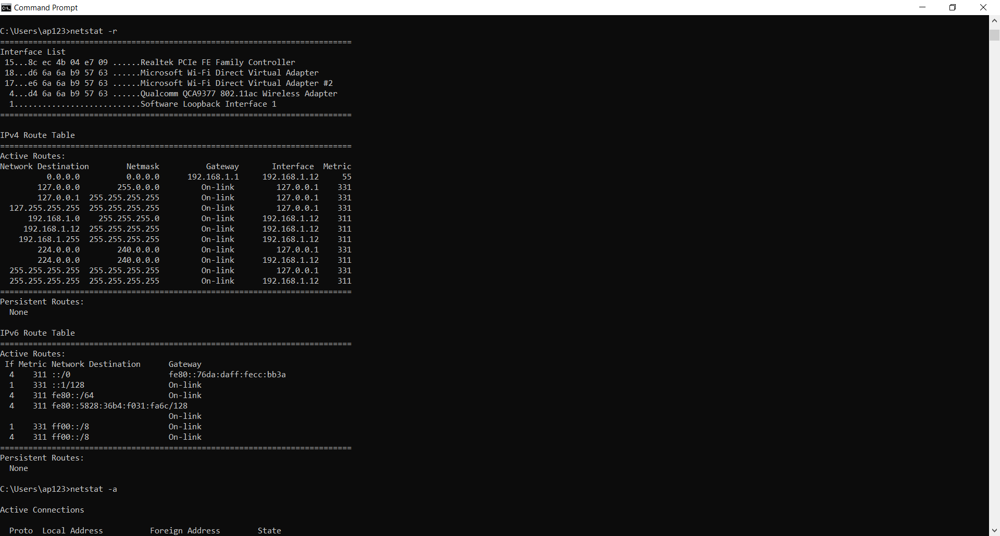 Command Prompt
C:\Users\ap123>netstat -r
===========================================================================
Interface List
 15...8c ec 4b 04 e7 09 ......Realtek PCIe FE Family Controller
 18...d6 6a 6a b9 57 63 ......Microsoft Wi-Fi Direct Virtual Adapter
 17...e6 6a 6a b9 57 63 ......Microsoft Wi-Fi Direct Virtual Adapter #2
  4...d4 6a 6a b9 57 63 ......Qualcomm QCA9377 802.11ac Wireless Adapter
  1...........................Software Loopback Interface 1
===========================================================================
IPv4 Route Table
===========================================================================
Active Routes:
Network Destination        Netmask          Gateway       Interface  Metric
          0.0.0.0          0.0.0.0      192.168.1.1     192.168.1.12     55
        127.0.0.0        255.0.0.0         On-link         127.0.0.1    331
        127.0.0.1  255.255.255.255         On-link         127.0.0.1    331
  127.255.255.255  255.255.255.255         On-link         127.0.0.1    331
      192.168.1.0    255.255.255.0         On-link      192.168.1.12    311
     192.168.1.12  255.255.255.255         On-link      192.168.1.12    311
    192.168.1.255  255.255.255.255         On-link      192.168.1.12    311
        224.0.0.0        240.0.0.0         On-link         127.0.0.1    331
        224.0.0.0        240.0.0.0         On-link      192.168.1.12    311
  255.255.255.255  255.255.255.255         On-link         127.0.0.1    331
  255.255.255.255  255.255.255.255         On-link      192.168.1.12    311
===========================================================================
Persistent Routes:
  None
IPv6 Route Table
===========================================================================
Active Routes:
 If Metric Network Destination      Gateway
  4    311 ::/0                     fe80::76da:daff:fecc:bb3a
  1    331 ::1/128                  On-link
  4    311 fe80::/64                On-link
  4    311 fe80::5828:36b4:f031:fa6c/128
                                    On-link
  1    331 ff00::/8                 On-link
  4    311 ff00::/8                 On-link
===========================================================================
Persistent Routes:
  None
C:\Users\ap123>netstat -a
Active Connections
  Proto  Local Address          Foreign Address        State